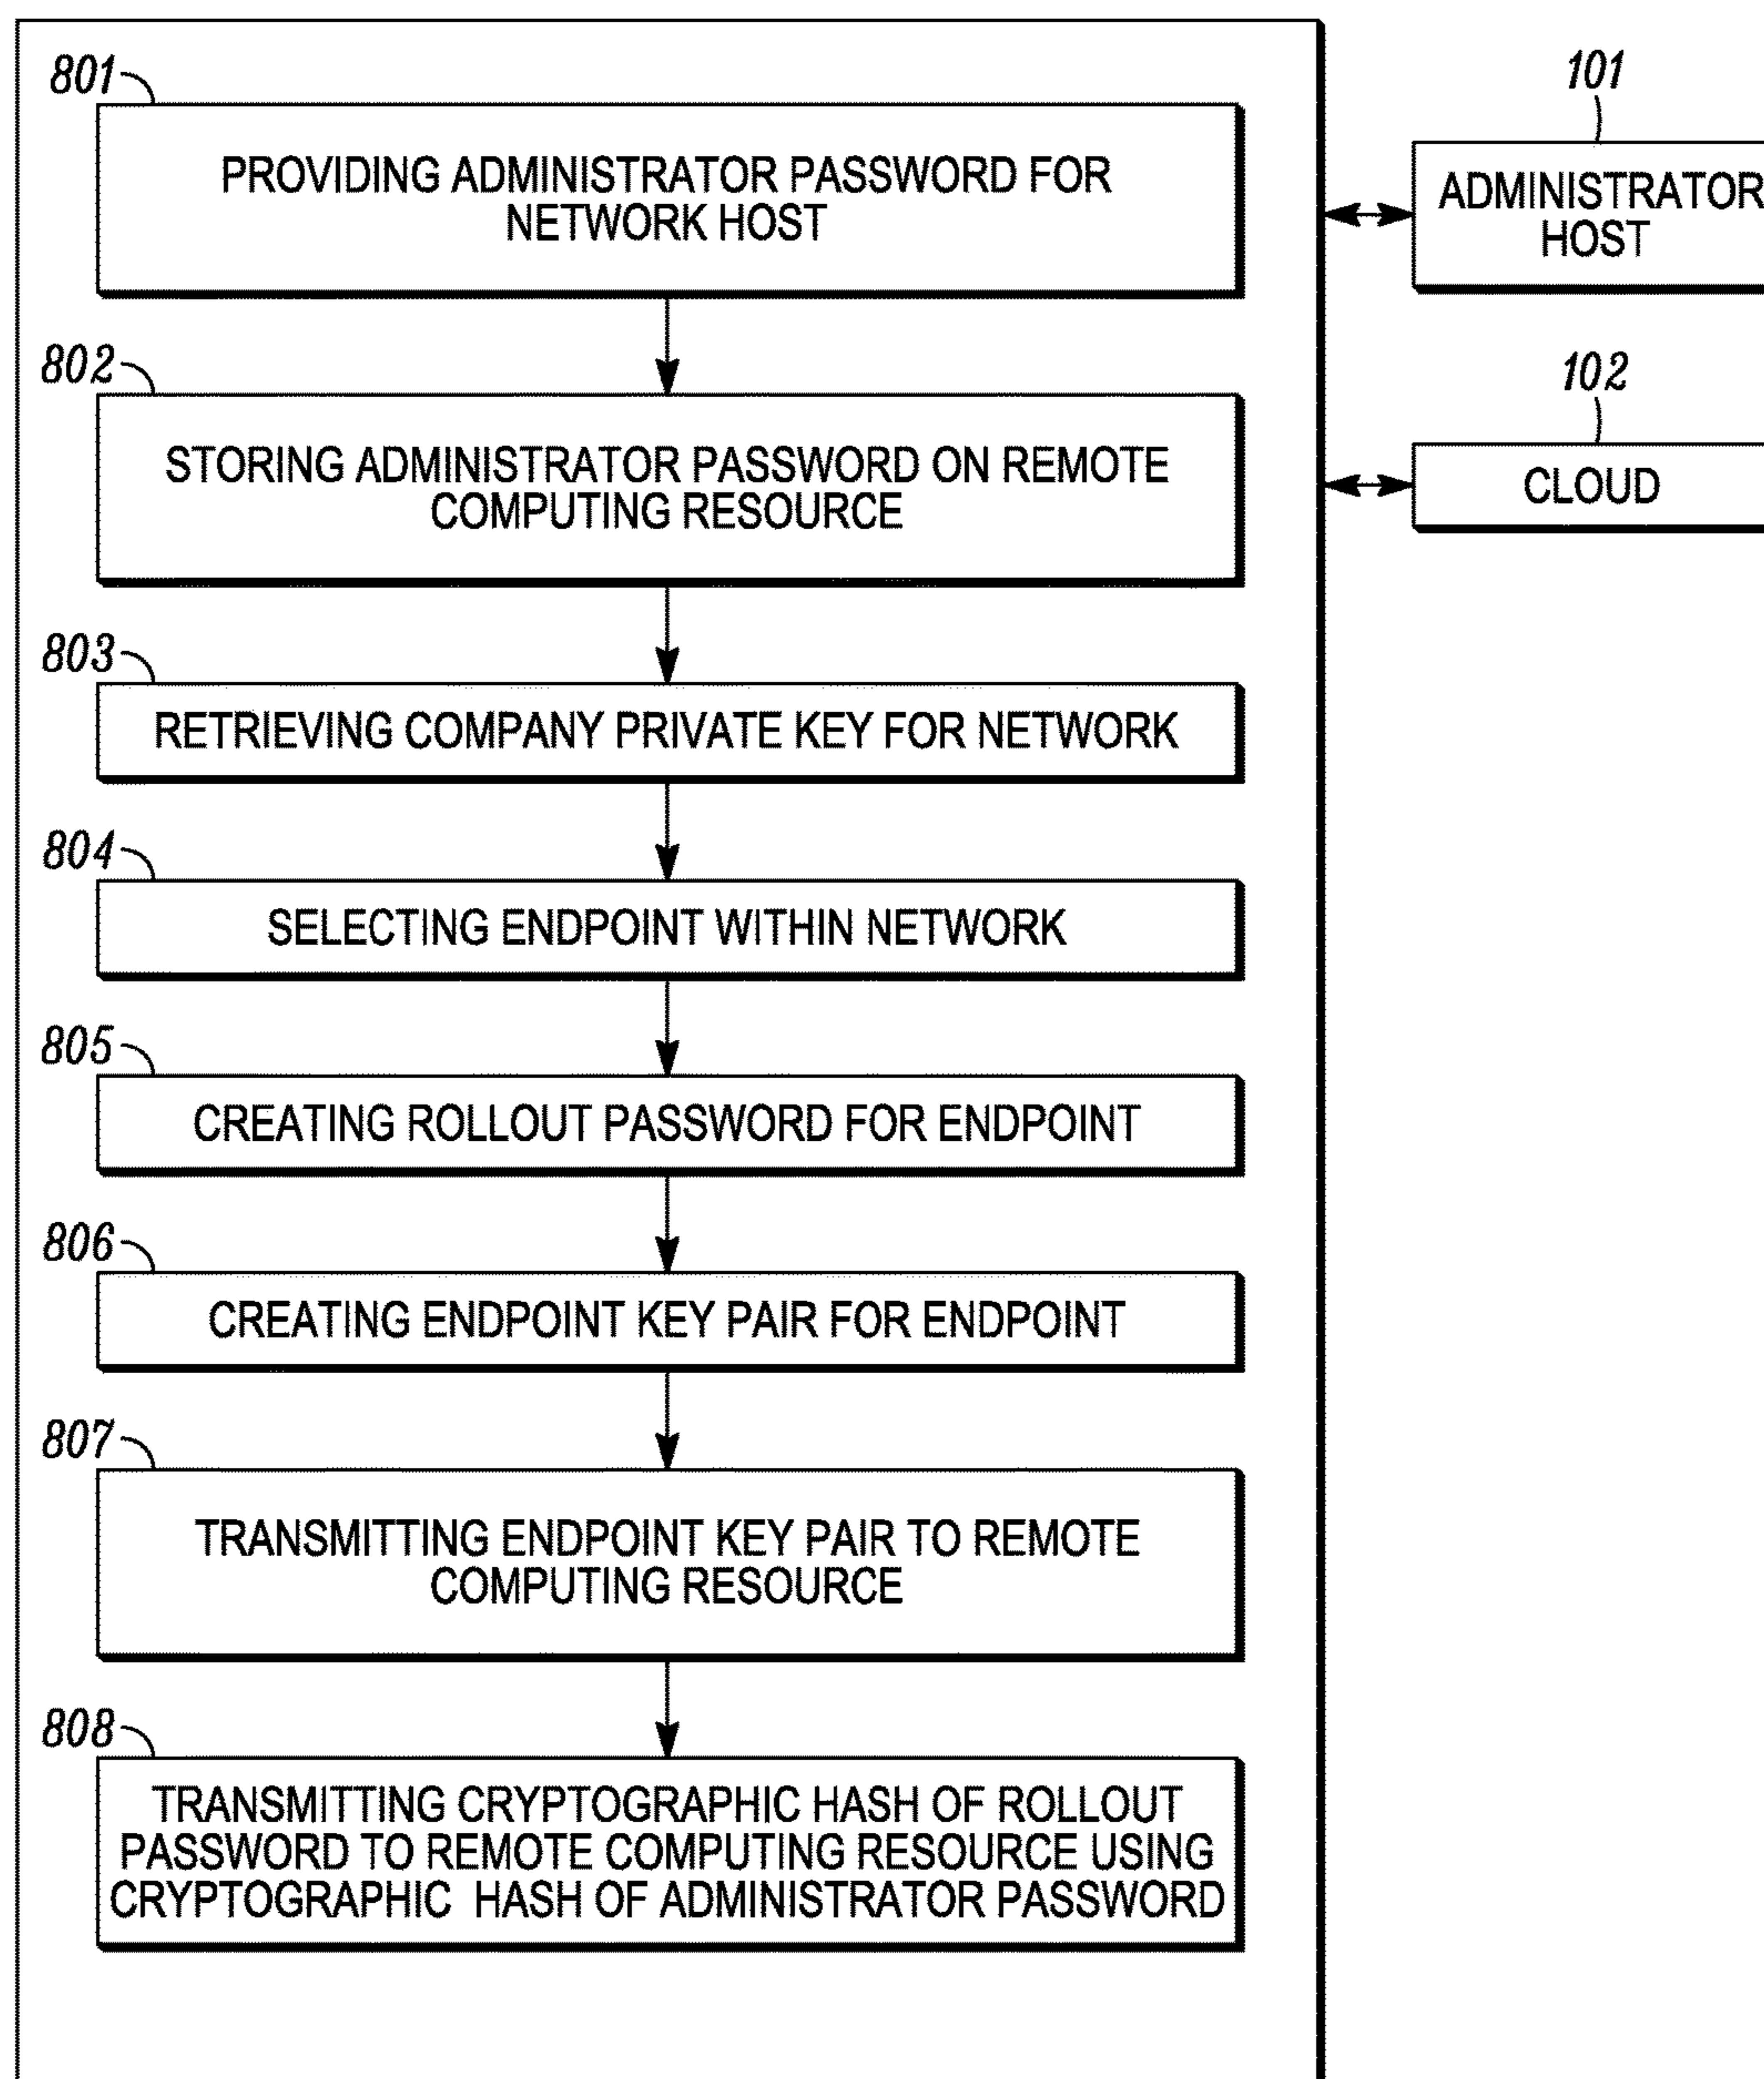 801
PROVIDING ADMINISTRATOR PASSWORD FOR
NETWORK HOST
802
STORING ADMINISTRATOR PASSWORD ON REMOTE
COMPUTING RESOURCE
803
RETRIEVING COMPANY PRIVATE KEY FOR NETWORK
804
SELECTING ENDPOINT WITHIN NETWORK
805
CREATING ROLLOUT PASSWORD FOR ENDPOINT
806
CREATING ENDPOINT KEY PAIR FOR ENDPOINT
807
TRANSMITTING ENDPOINT KEY PAIR TO REMOTE
COMPUTING RESOURCE
808
TRANSMITTING CRYPTOGRAPHIC HASH OF ROLLOUT
PASSWORD TO REMOTE COMPUTING RESOURCE USING
CRYPTOGRAPHIC HASH OF ADMINISTRATOR PASSWORD
101
ADMINISTRATOR
HOST
102
CLOUD